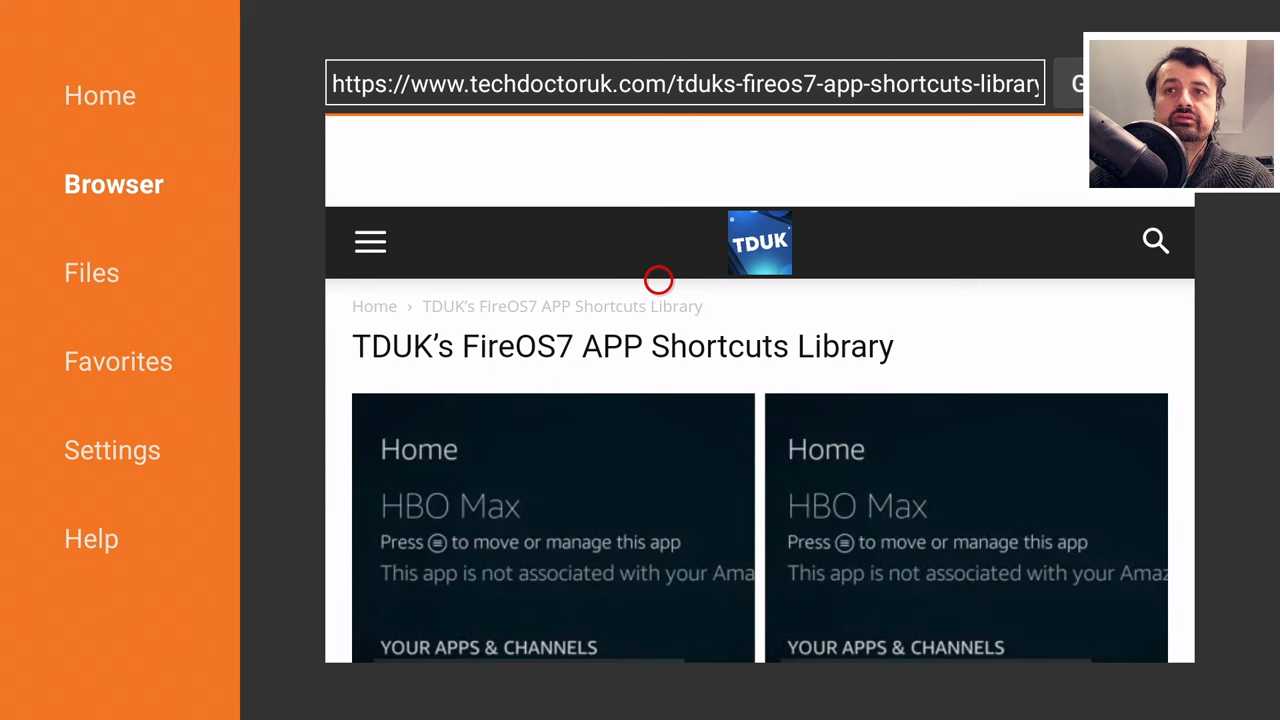 Home
Browser
Files
Favorites
Settings
Help
https://www.techdoctoruk.com/tduks-fireos7-app-shortcuts-library
G
TDUK
Home › TDUK's FireOS7 APP Shortcuts Library
TDUK’s FireOS7 APP Shortcuts Library
Home
HBO Max
Press to move or manage this app
This app is not associated with your Ama
YOUR APPS & CHANNELS
Home
HBO Max
Press to move or manage this app
This app is not associated with your Amaz
YOUR APPS & CHANNELS